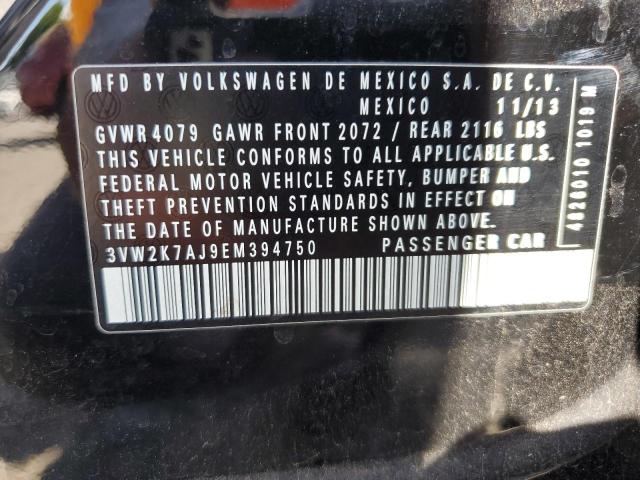 MFD BY VOLKSWAGEN DE MEXICO S.A. DE C.V.
MEXICO 11/13
GVWR 4079 GAWR FRONT 2072 / REAR 2116 LBS
THIS VEHICLE CONFORMS TO ALL APPLICABLE U.S.
FEDERAL MOTOR VEHICLE SAFETY, BUMPER AND
THEFT PREVENTION STANDARDS IN EFFECT ON
THE DATE OF MANUFACTURE SHOWN ABOVE.
3VW2K7AJ9EM394750 PASSENGER CAR
4828010 1019 M